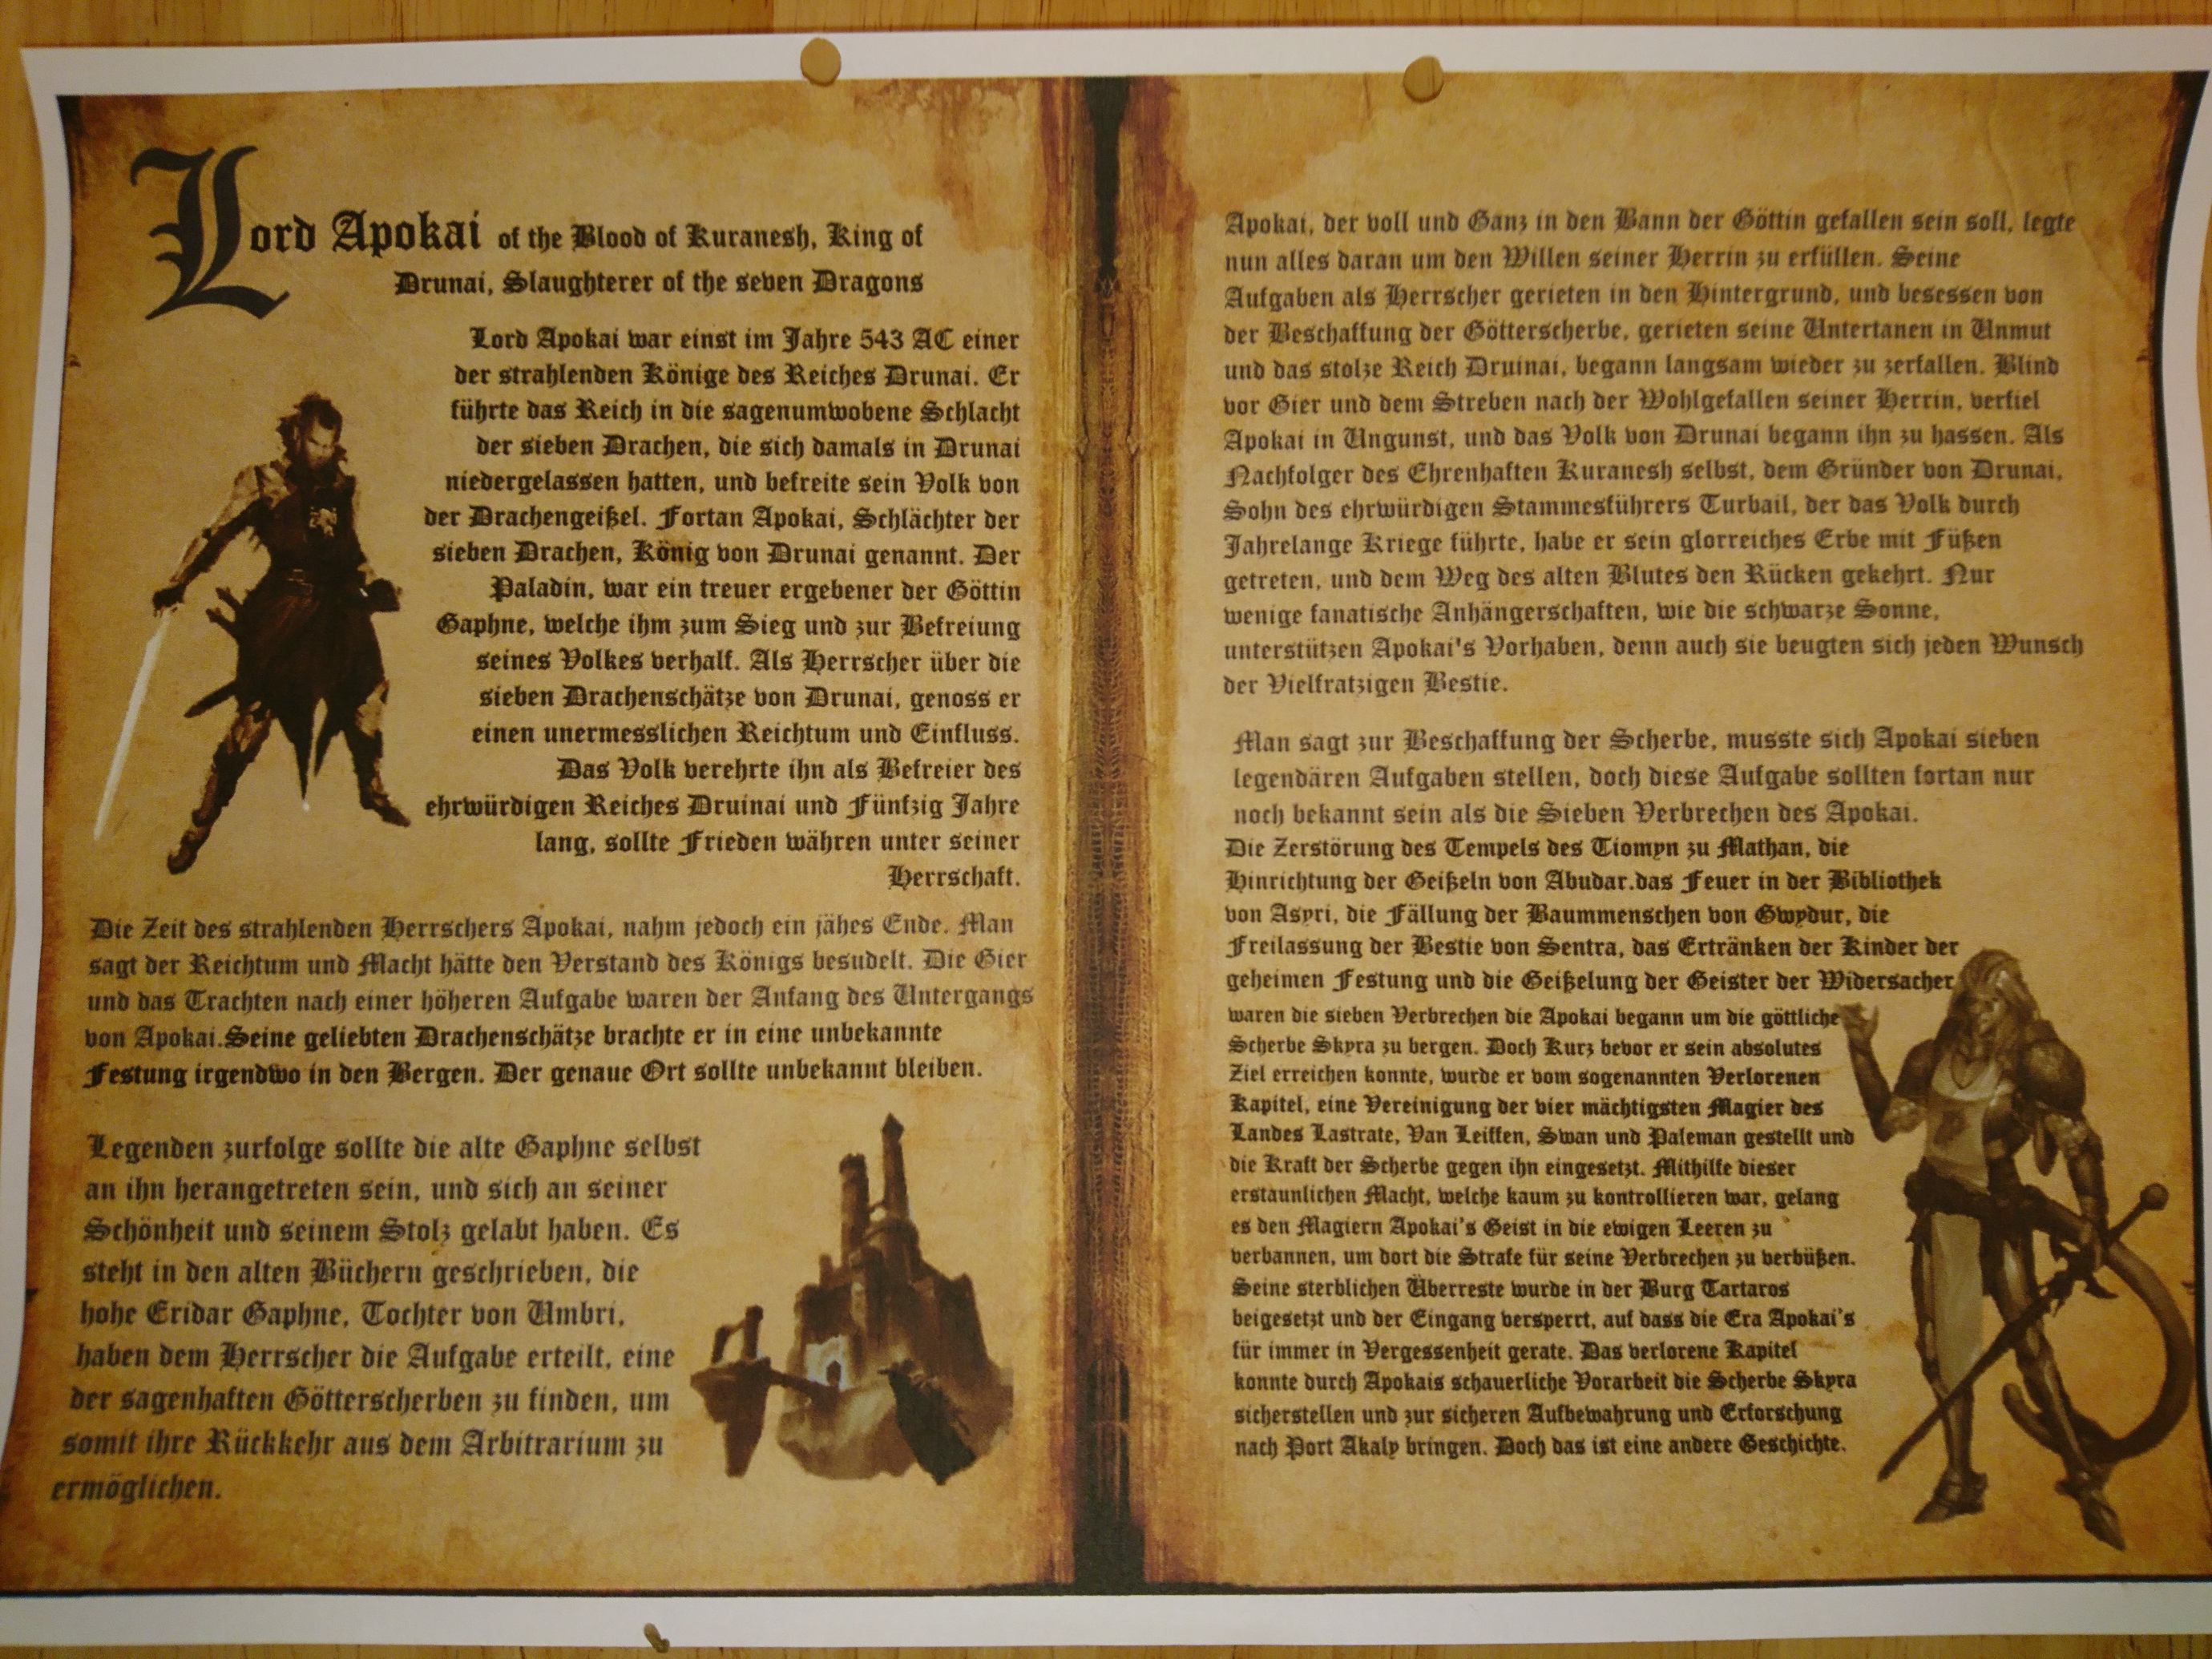 Lord Apokai of the Blood of Kuranesh, King of
Drunai, Slaughterer of the seven Dragons
Lord Apokai war einst im Jahre 543 AC einer
der strahlenden Könige des Reiches Drunai. Er
führte das Reich in die sagenumwobene Schlacht
der sieben Drachen, die sich damals in Drunai
niedergelassen hatten, und befreite sein Volk von
der Drachengeißel. Fortan Apokai, Schlächter der
sieben Drachen, König von Drunai genannt. Der
Paladin, war ein treuer ergebener der Göttin
Gaphne, welche ihm zum Sieg und zur Befreiung
seines Volkes verhalf. Als Herrscher über die
sieben Drachenschätze von Drunai, genoss er
einen unermesslichen Reichtum und Einfluss.
Das Volk verehrte ihn als Befreier des
ehrwürdigen Reiches Druinai und Fünfzig Jahre
lang, sollte Frieden währen unter seiner
Herrschaft.
Die Zeit des strahlenden Herrschers Apokai, nahm jedoch ein jähes Ende. Man
sagt der Reichtum und Macht hätte den Verstand des Königs besudelt. Die Gier
und das Trachten nach einer höheren Aufgabe waren der Anfang des Untergangs
von Apokai.Seine geliebten Drachenschätze brachte er in eine unbekannte
Festung irgendwo in den Bergen. Der genaue Ort sollte unbekannt bleiben.
Legenden zurfolge sollte die alte Gaphne selbst
an ihn herangetreten sein, und sich an seiner
Schönheit und seinem Stolz gelabt haben. Es
steht in den alten Büchern geschrieben, die
hohe Eridar Gaphne, Tochter von Umbri,
haben dem Herrscher die Aufgabe erteilt, eine
der sagenhaften Götterscherben zu finden, um
somit ihre Rückkehr aus dem Arbitrarium zu
ermöglichen.
Apokai, der voll und Ganz in den Bann der Göttin gefallen sein soll, legte
nun alles daran um den Willen seiner Herrin zu erfüllen. Seine
Aufgaben als Herrscher gerieten in den Hintergrund, und besessen von
der Beschaffung der Götterscherbe, gerieten seine Untertanen in Unmut
und das stolze Reich Druinai, begann langsam wieder zu zerfallen. Blind
vor Gier und dem Streben nach der Wohlgefallen seiner Herrin, verfiel
Apokai in Ungunst, und das Volk von Drunai begann ihn zu hassen. Als
Nachfolger des Ehrenhaften Kuranesh selbst, dem Gründer von Drunai,
Sohn des ehrwürdigen Stammesführers Turbail, der das Volk durch
Jahrelange Kriege führte, habe er sein glorreiches Erbe mit Füßen
getreten, und dem Weg des alten Blutes den Rücken gekehrt. Nur
wenige fanatische Anhängerschaften, wie die schwarze Sonne,
unterstützen Apokai's Vorhaben, denn auch sie beugten sich jeden Wunsch
der Vielfratzigen Bestie.
Man sagt zur Beschaffung der Scherbe, musste sich Apokai sieben
legendären Aufgaben stellen, doch diese Aufgabe sollten fortan nur
noch bekannt sein als die Sieben Verbrechen des Apokai.
Die Zerstörung des Tempels des Tiomyn zu Mathan, die
Hinrichtung der Geißeln von Abudar.das Feuer in der Bibliothek
von Asyri, die Fällung der Baummenschen von Gwydur, die
Freilassung der Bestie von Sentra, das Ertränken der Kinder der
geheimen Festung und die Geißelung der Geister der Widersacher
waren die sieben Verbrechen die Apokai begann um die göttliche
Scherbe Skyra zu bergen. Doch Kurz bevor er sein absolutes
Ziel erreichen konnte, wurde er vom sogenannten Verlorenen
Kapitel, eine Vereinigung der vier mächtigsten Magier des
Landes Lastrate, Van Leiffen, Swan und Paleman gestellt und
die Kraft der Scherbe gegen ihn eingesetzt. Mithilfe dieser
erstaunlichen Macht, welche kaum zu kontrollieren war, gelang
es den Magiern Apokai's Geist in die ewigen Leeren zu
verbannen, um dort die Strafe für seine Verbrechen zu verbüßen.
Seine sterblichen Überreste wurde in der Burg Tartaros
beigesetzt und der Eingang versperrt, auf dass die Era Apokai's
für immer in Vergessenheit gerate. Das verlorene Kapitel
konnte durch Apokais schauerliche Vorarbeit die Scherbe Skyra
sicherstellen und zur sicheren Aufbewahrung und Erforschung
nach Port Akaly bringen. Doch das ist eine andere Geschichte.